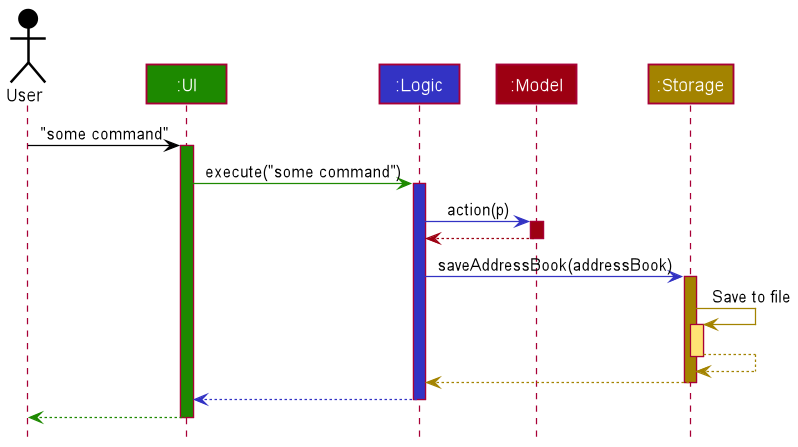 :UI
:Logic
:Model
:Storage
User
"some command"
execute("some command")
action(p)
saveAddressBook(addressBook)
Save to file